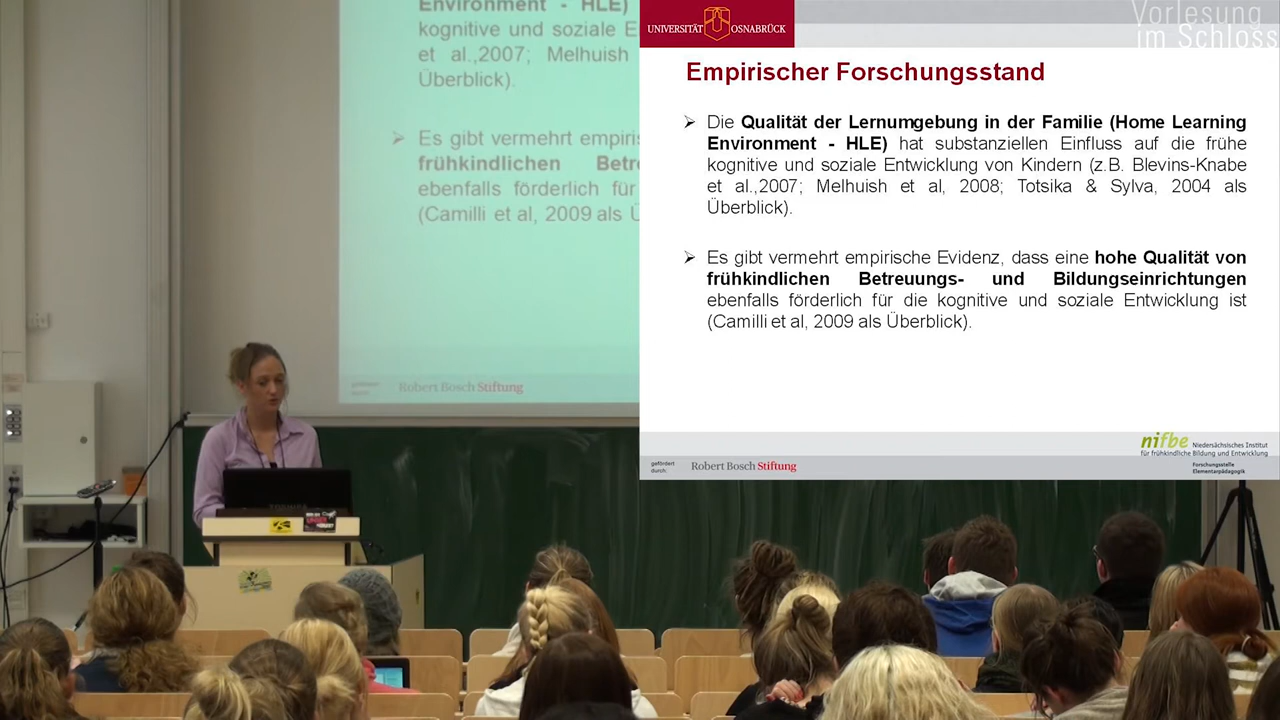 Environment - HLE)
kognitive und soziale E
et al.,2007; Melhuish
Überblick).
Es gibt vermehrt empiris
frühkindlichen Betre
ebenfalls förderlich für
(Camilli et al, 2009 als Ü
Robert Bosch Stiftung
UNIVERSITÄT OSNABRÜCK
Vorlesung
im Schloss
Empirischer Forschungsstand
Die Qualität der Lernumgebung in der Familie (Home Learning
Environment - HLE) hat substanziellen Einfluss auf die frühe
kognitive und soziale Entwicklung von Kindern (z.B. Blevins-Knabe
et al.,2007; Melhuish et al, 2008; Totsika & Sylva, 2004 als
Überblick).
Es gibt vermehrt empirische Evidenz, dass eine hohe Qualität von
frühkindlichen Betreuungs- und Bildungseinrichtungen
ebenfalls förderlich für die kognitive und soziale Entwicklung ist
(Camilli et al, 2009 als Überblick).
gefördert
durch:
Robert Bosch Stiftung
nifbe Niedersächsisches Institut
für frühkindliche Bildung und Entwicklung
Forschungsstelle
Elementarpädagogik